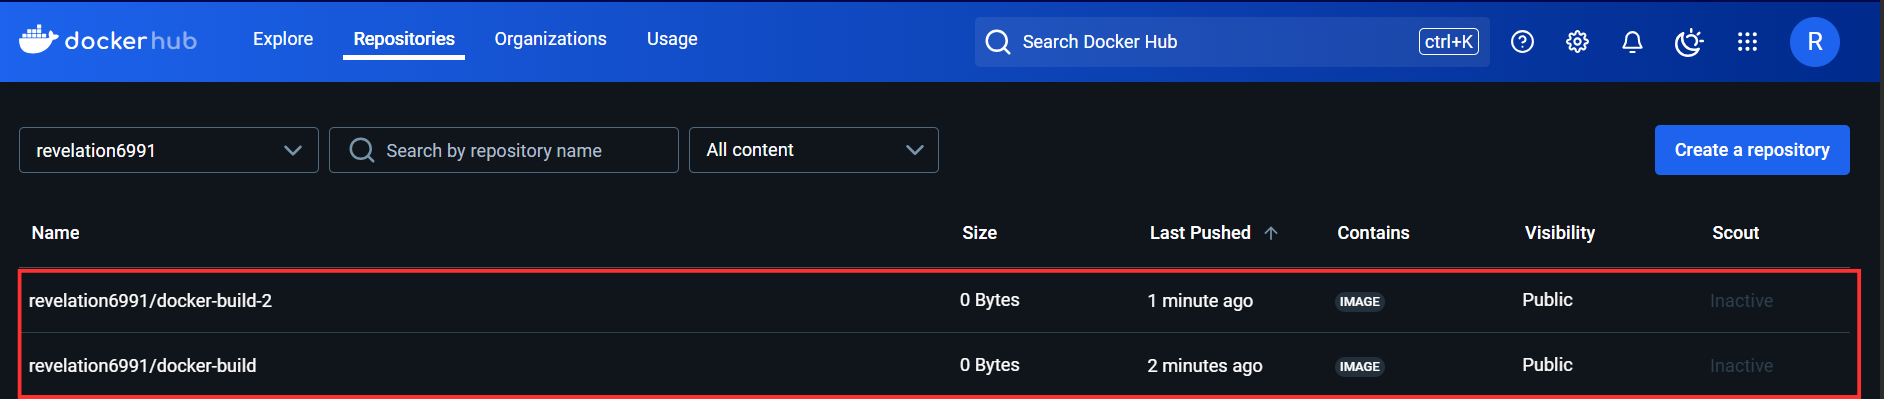 docker hub Explore Repositories Organizations Usage Search Docker Hub ctrl+K R
revelation6991 Search by repository name All content Create a repository
Name Size Last Pushed Contains Visibility Scout
revelation6991/docker-build-2 0 Bytes 1 minute ago IMAGE Public Inactive
revelation6991/docker-build 0 Bytes 2 minutes ago IMAGE Public Inactive